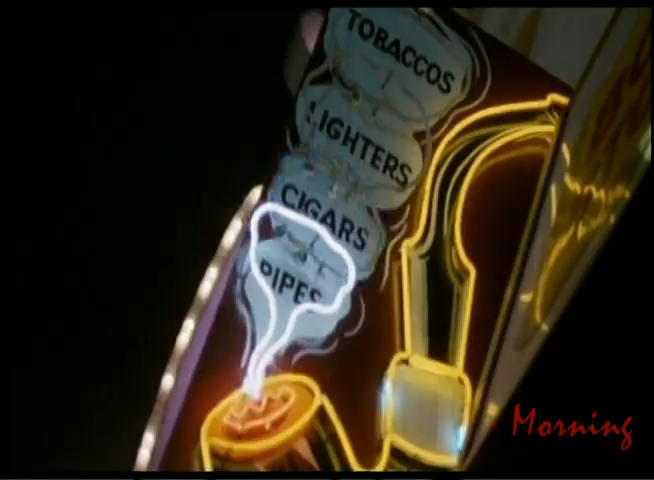 TOBACCOS
LIGHTERS
CIGARS
PIPES
Morning